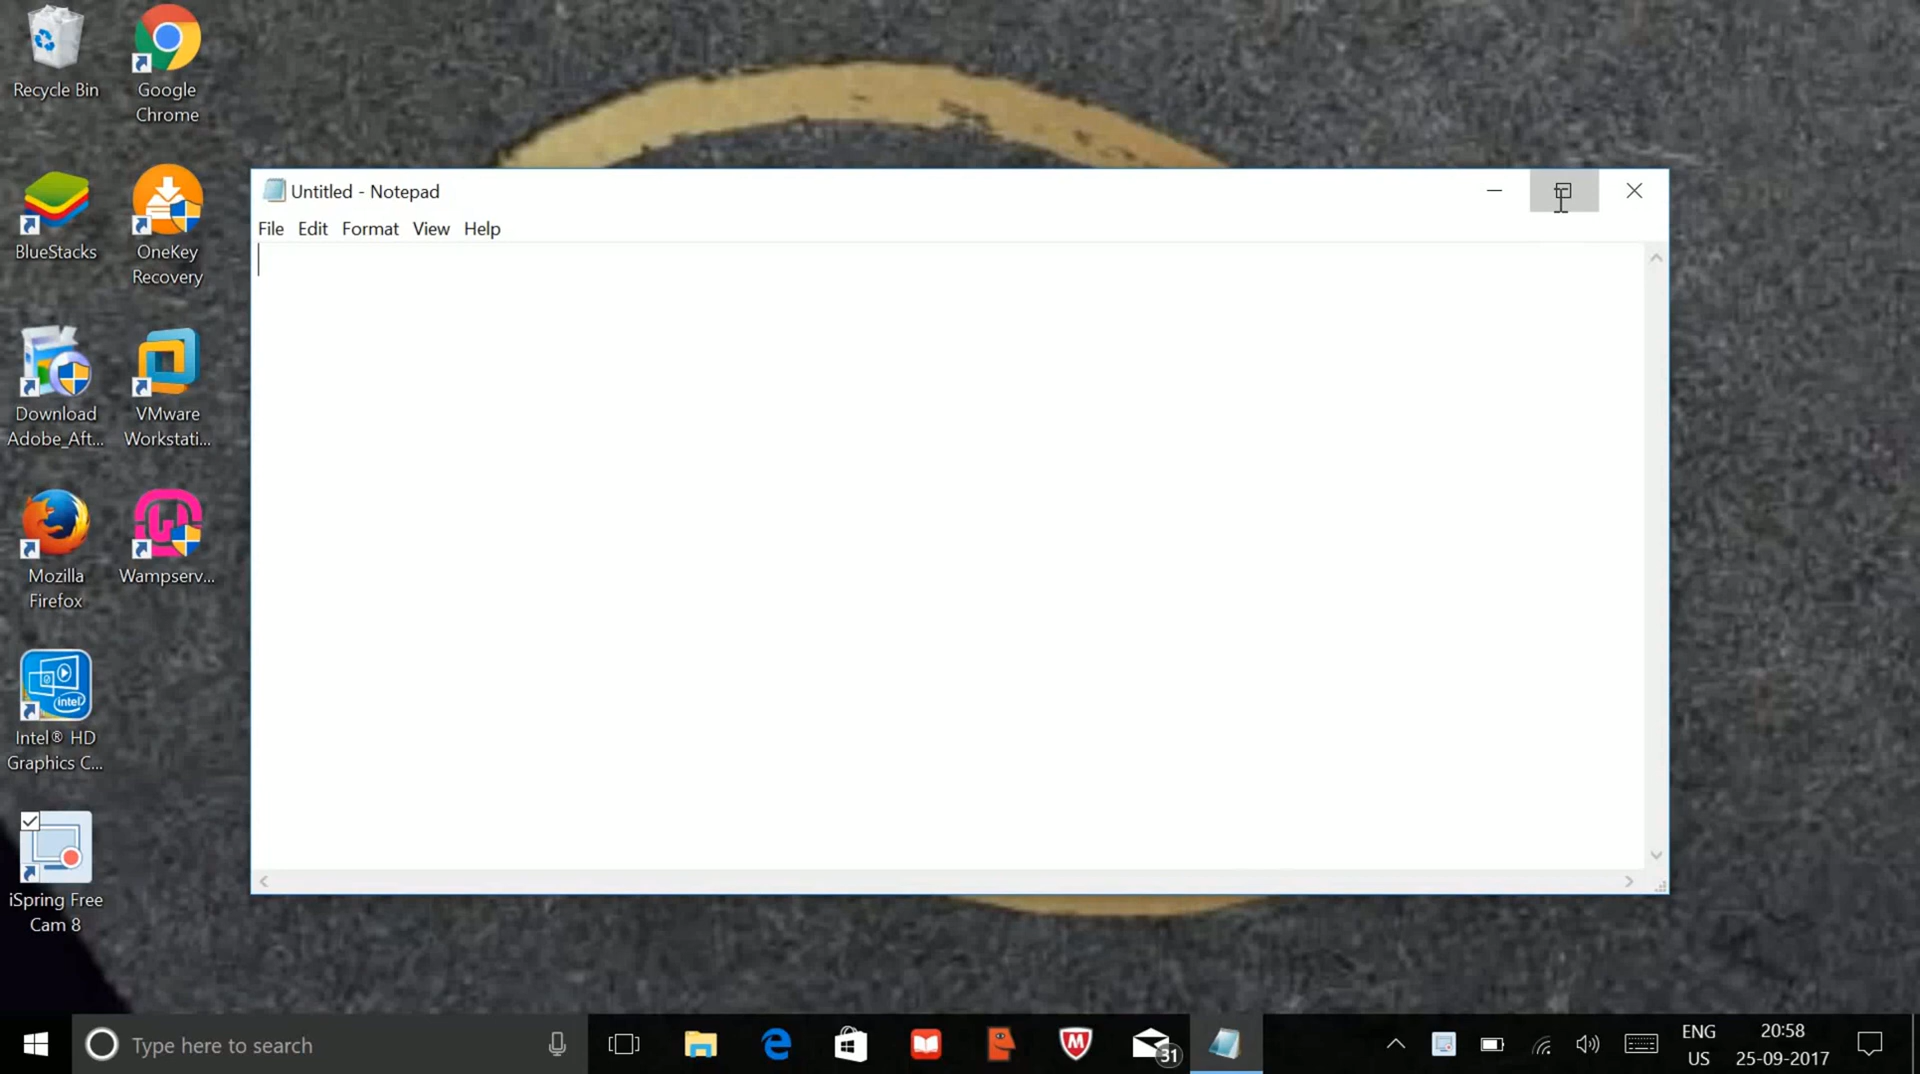 Recycle Bin
Google
Chrome
BlueStacks
OneKey
Recovery
Download
Adobe_Aft...
VMware
Workstati...
Mozilla
Firefox
Wampserv...
intel
Intel® HD
Graphics C...
iSpring Free
Cam 8
Untitled - Notepad
File Edit Format View Help
Type here to search
31
ENG
US
20:58
25-09-2017